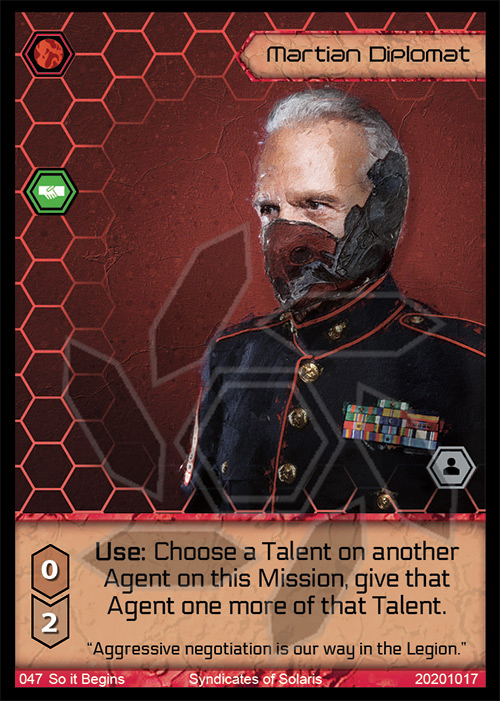 Martian Diplomat
0
2
Use: Choose a Talent on another
Agent on this Mission, give that
Agent one more of that Talent.
“Aggressive negotiation is our way in the Legion.”
047 So it Begins Syndicates of Solaris 20201017